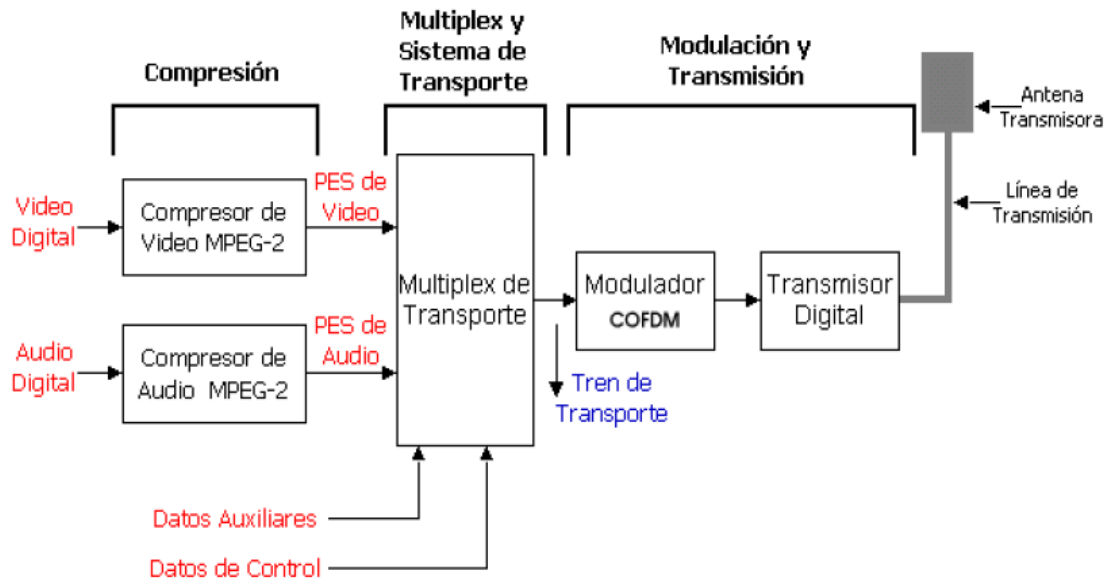 Compresión
Multiplex y
Sistema de
Transporte
Modulación y
Transmisión
Antena
Transmisora
Línea de
Transmisión
Video
Digital
Compresor de
Video MPEG-2
PES de
Video
Multiplex de
Transporte
Modulador
COFDM
Transmisor
Digital
Audio
Digital
Compresor de
Audio MPEG-2
PES de
Audio
Tren de
Transporte
Datos Auxiliares
Datos de Control